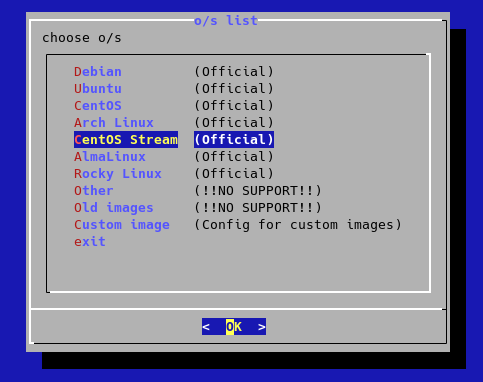 o/s list
choose o/s
Debian (Official)
Ubuntu (Official)
CentOS (Official)
Arch Linux (Official)
CentOS Stream (Official)
AlmaLinux (Official)
Rocky Linux (Official)
Other (!!NO SUPPORT!!)
Old images (!!NO SUPPORT!!)
Custom image (Config for custom images)
exit
< OK >